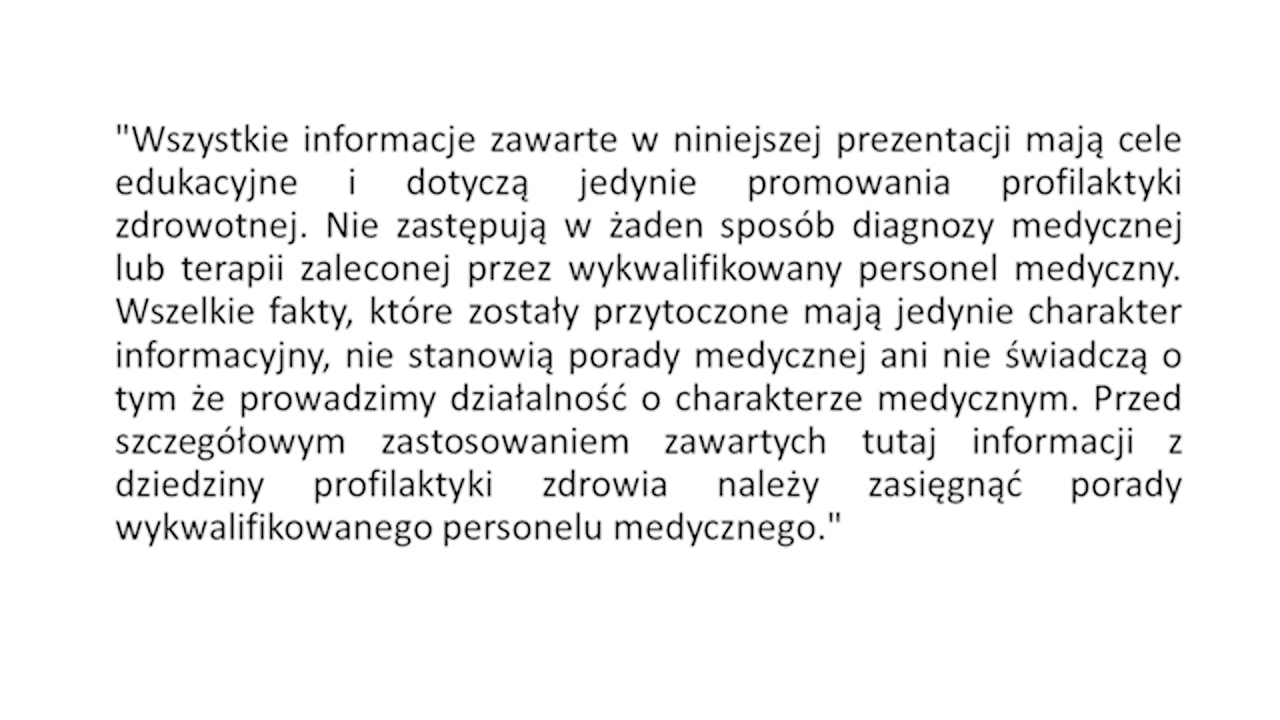 "Wszystkie informacje zawarte w niniejszej prezentacji mają cele
edukacyjne i dotyczą jedynie promowania profilaktyki
zdrowotnej. Nie zastępują w żaden sposób diagnozy medycznej
lub terapii zaleconej przez wykwalifikowany personel medyczny.
Wszelkie fakty, które zostały przytoczone mają jedynie charakter
informacyjny, nie stanowią porady medycznej ani nie świadczą o
tym że prowadzimy działalność o charakterze medycznym. Przed
szczegółowym zastosowaniem zawartych tutaj informacji z
dziedziny profilaktyki zdrowia należy zasięgnąć porady
wykwalifikowanego personelu medycznego."